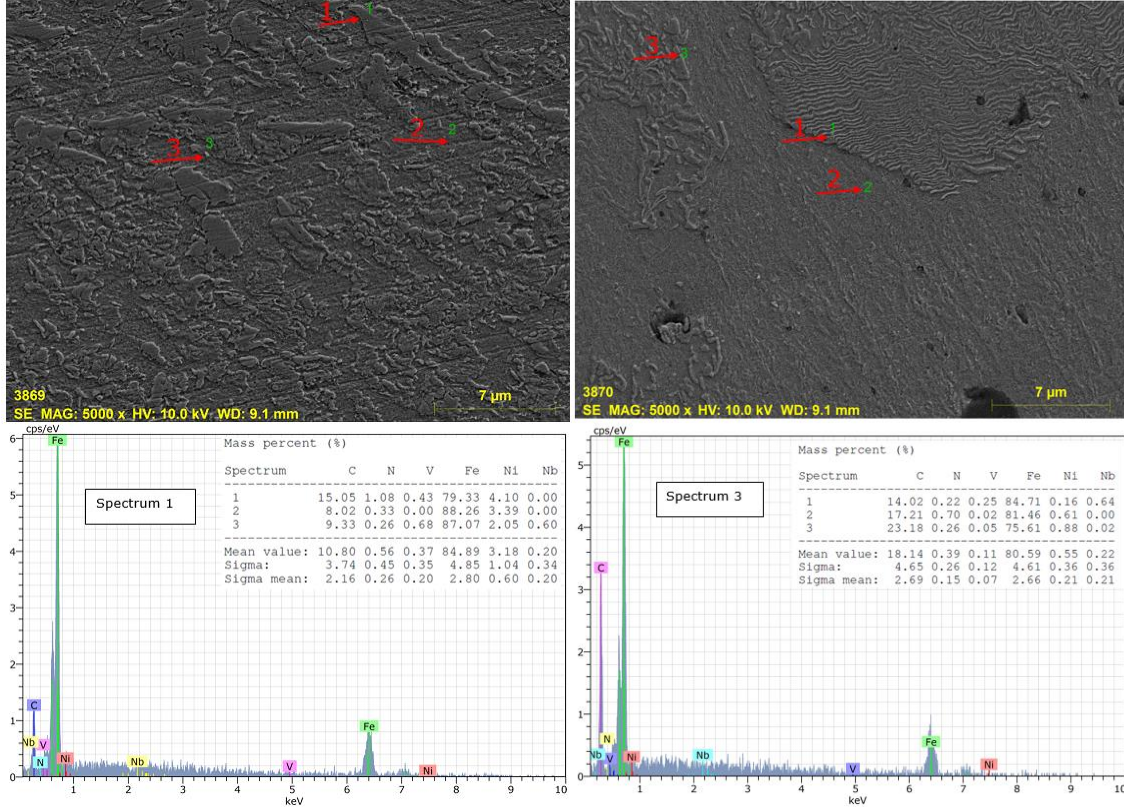 1 1
2 2
3 3
3869
7 µm
SE MAG: 5000 x HV: 10.0 kV WD: 9.1 mm
3 3
1 1
2 2
3870
7 µm
SE MAG: 5000 x HV: 10.0 kV WD: 9.1 mm
cps/eV
Mass percent (%)
Spectrum C N V Fe Ni Nb
1 15.05 1.08 0.43 79.33 4.10 0.00
2 8.02 0.33 0.00 88.26 3.39 0.00
3 9.33 0.26 0.68 87.07 2.05 0.60
Mean value: 10.80 0.56 0.37 84.89 3.18 0.20
Sigma: 3.74 0.45 0.35 4.85 1.04 0.34
Sigma mean: 2.16 0.26 0.20 2.80 0.60 0.20
Spectrum 1
6
5
4
3
2
1
0
Fe
C
Nb
V
N
Ni
Nb
V
Fe
Ni
1 2 3 4 5 6 7 8 9 10
keV
cps/eV
Mass percent (%)
Spectrum C N V Fe Ni Nb
1 14.02 0.22 0.25 84.71 0.16 0.64
2 17.21 0.70 0.02 81.46 0.61 0.00
3 23.18 0.26 0.05 75.61 0.88 0.02
Mean value: 18.14 0.39 0.11 80.59 0.55 0.22
Sigma: 4.65 0.26 0.12 4.61 0.36 0.36
Sigma mean: 2.69 0.15 0.07 2.66 0.21 0.21
Spectrum 3
5
4
3
2
1
0
Fe
C
N
Nb
V
Ni
Nb
V
Fe
Ni
1 2 3 4 5 6 7 8 9 10
keV